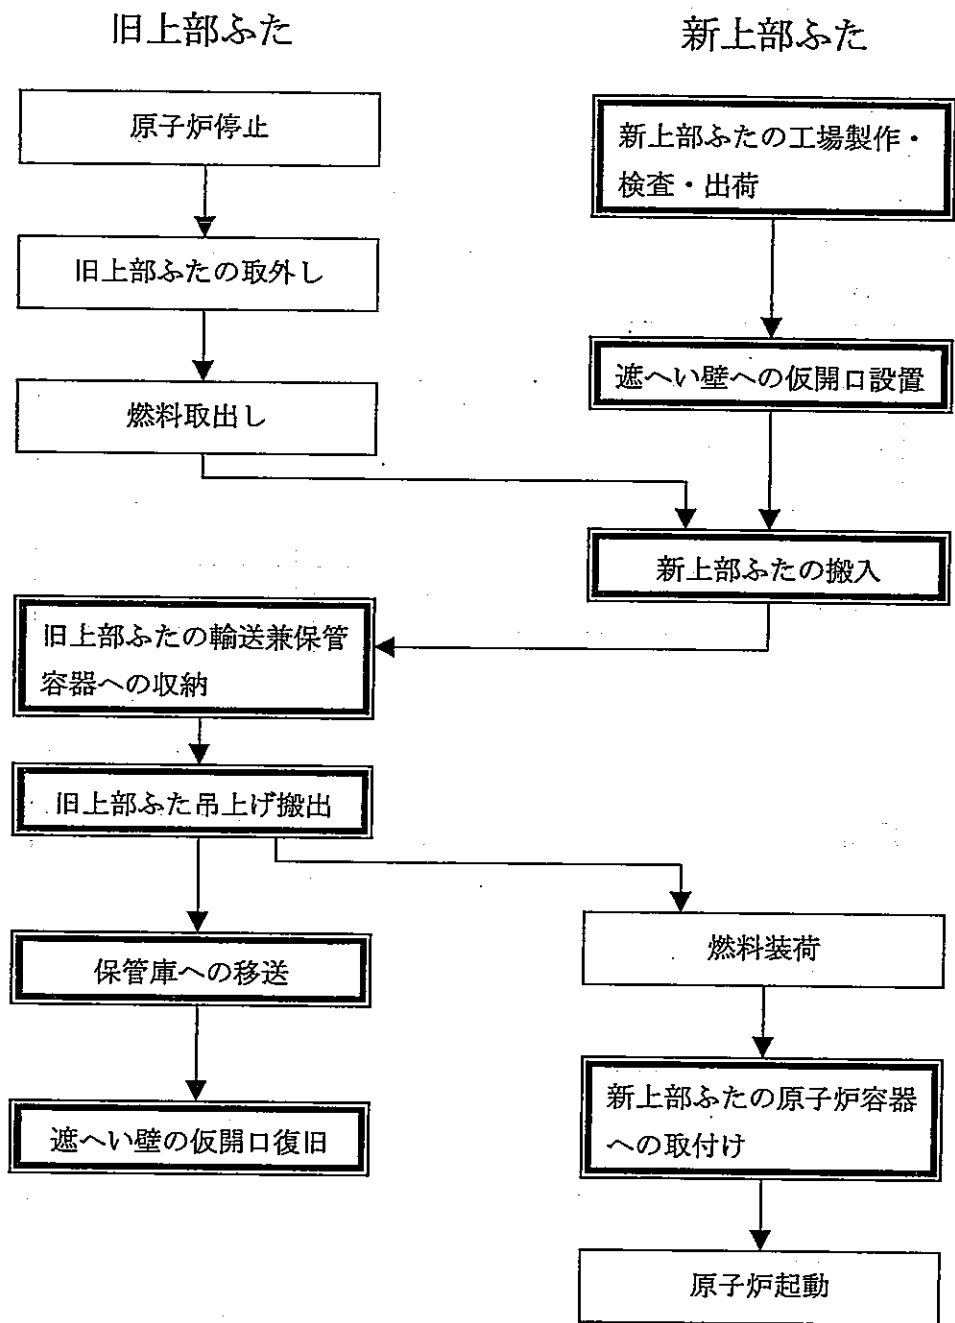 旧上部ふた
新上部ふた
原子炉停止
新上部ふたの工場製作・
検査・出荷
旧上部ふたの取外し
遮へい壁への仮開口設置
燃料取出し
新上部ふたの搬入
旧上部ふたの輸送兼保管
容器への収納
旧上部ふた吊上げ搬出
燃料装荷
保管庫への移送
新上部ふたの原子炉容器
への取付け
遮へい壁の仮開口復旧
原子炉起動